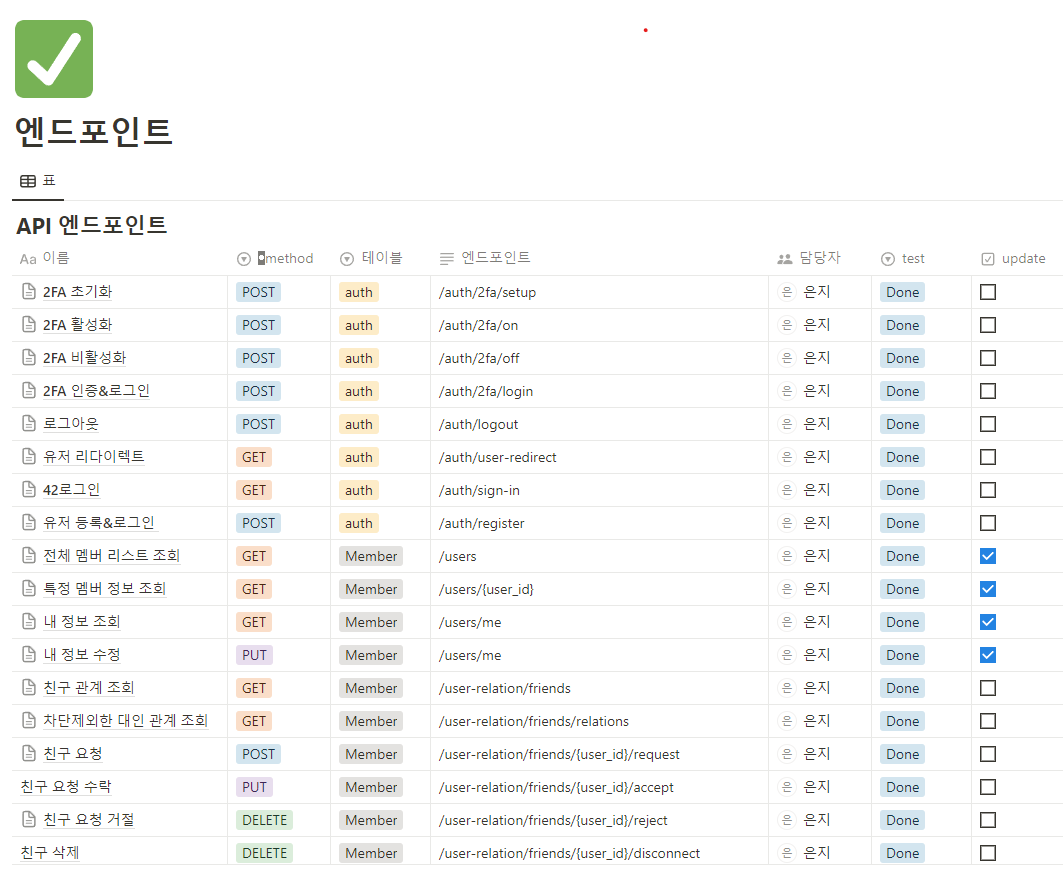 엔드포인트
표
API 엔드포인트
Aa 이름 method 테이블 엔드포인트 담당자 test update
2FA 초기화 POST auth /auth/2fa/setup 은 은지 Done
2FA 활성화 POST auth /auth/2fa/on 은 은지 Done
2FA 비활성화 POST auth /auth/2fa/off 은 은지 Done
2FA 인증&로그인 POST auth /auth/2fa/login 은 은지 Done
로그아웃 POST auth /auth/logout 은 은지 Done
유저 리다이렉트 GET auth /auth/user-redirect 은 은지 Done
42로그인 GET auth /auth/sign-in 은 은지 Done
유저 등록&로그인 POST auth /auth/register 은 은지 Done
전체 멤버 리스트 조회 GET Member /users 은 은지 Done
특정 멤버 정보 조회 GET Member /users/{user_id} 은 은지 Done
내 정보 조회 GET Member /users/me 은 은지 Done
내 정보 수정 PUT Member /users/me 은 은지 Done
친구 관계 조회 GET Member /user-relation/friends 은 은지 Done
차단제외한 대인 관계 조회 GET Member /user-relation/friends/relations 은 은지 Done
친구 요청 POST Member /user-relation/friends/{user_id}/request 은 은지 Done
친구 요청 수락 PUT Member /user-relation/friends/{user_id}/accept 은 은지 Done
친구 요청 거절 DELETE Member /user-relation/friends/{user_id}/reject 은 은지 Done
친구 삭제 DELETE Member /user-relation/friends/{user_id}/disconnect 은 은지 Done